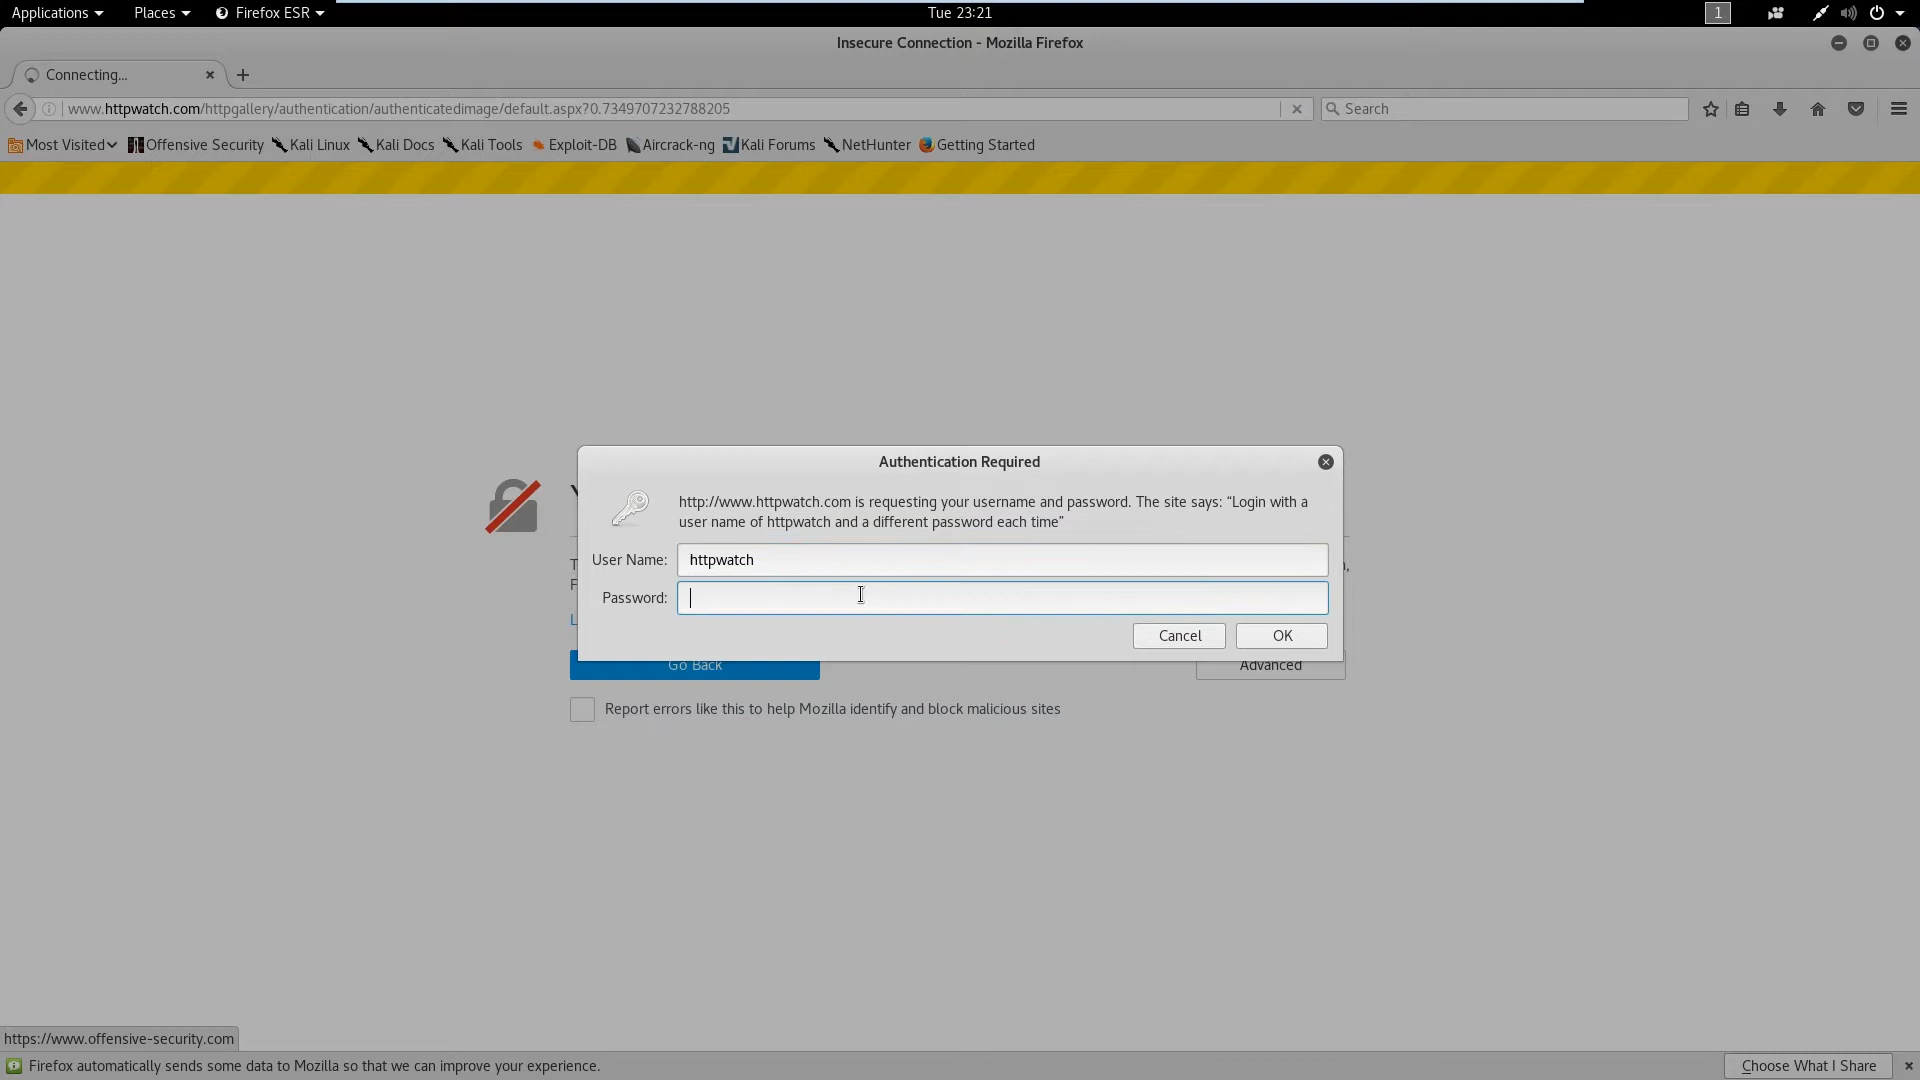 Applications Places Firefox ESR Tue 23:21 1
Insecure Connection - Mozilla Firefox
Connecting...
www.httpwatch.com/httpgallery/authentication/authenticatedimage/default.aspx?0.7349707232788205 Search
Most Visited Offensive Security Kali Linux Kali Docs Kali Tools Exploit-DB Aircrack-ng Kali Forums NetHunter Getting Started
Authentication Required
http://www.httpwatch.com is requesting your username and password. The site says: “Login with a
user name of httpwatch and a different password each time”
User Name: httpwatch
Password:
Cancel OK
Go Back Advanced
Report errors like this to help Mozilla identify and block malicious sites
https://www.offensive-security.com
Firefox automatically sends some data to Mozilla so that we can improve your experience. Choose What I Share